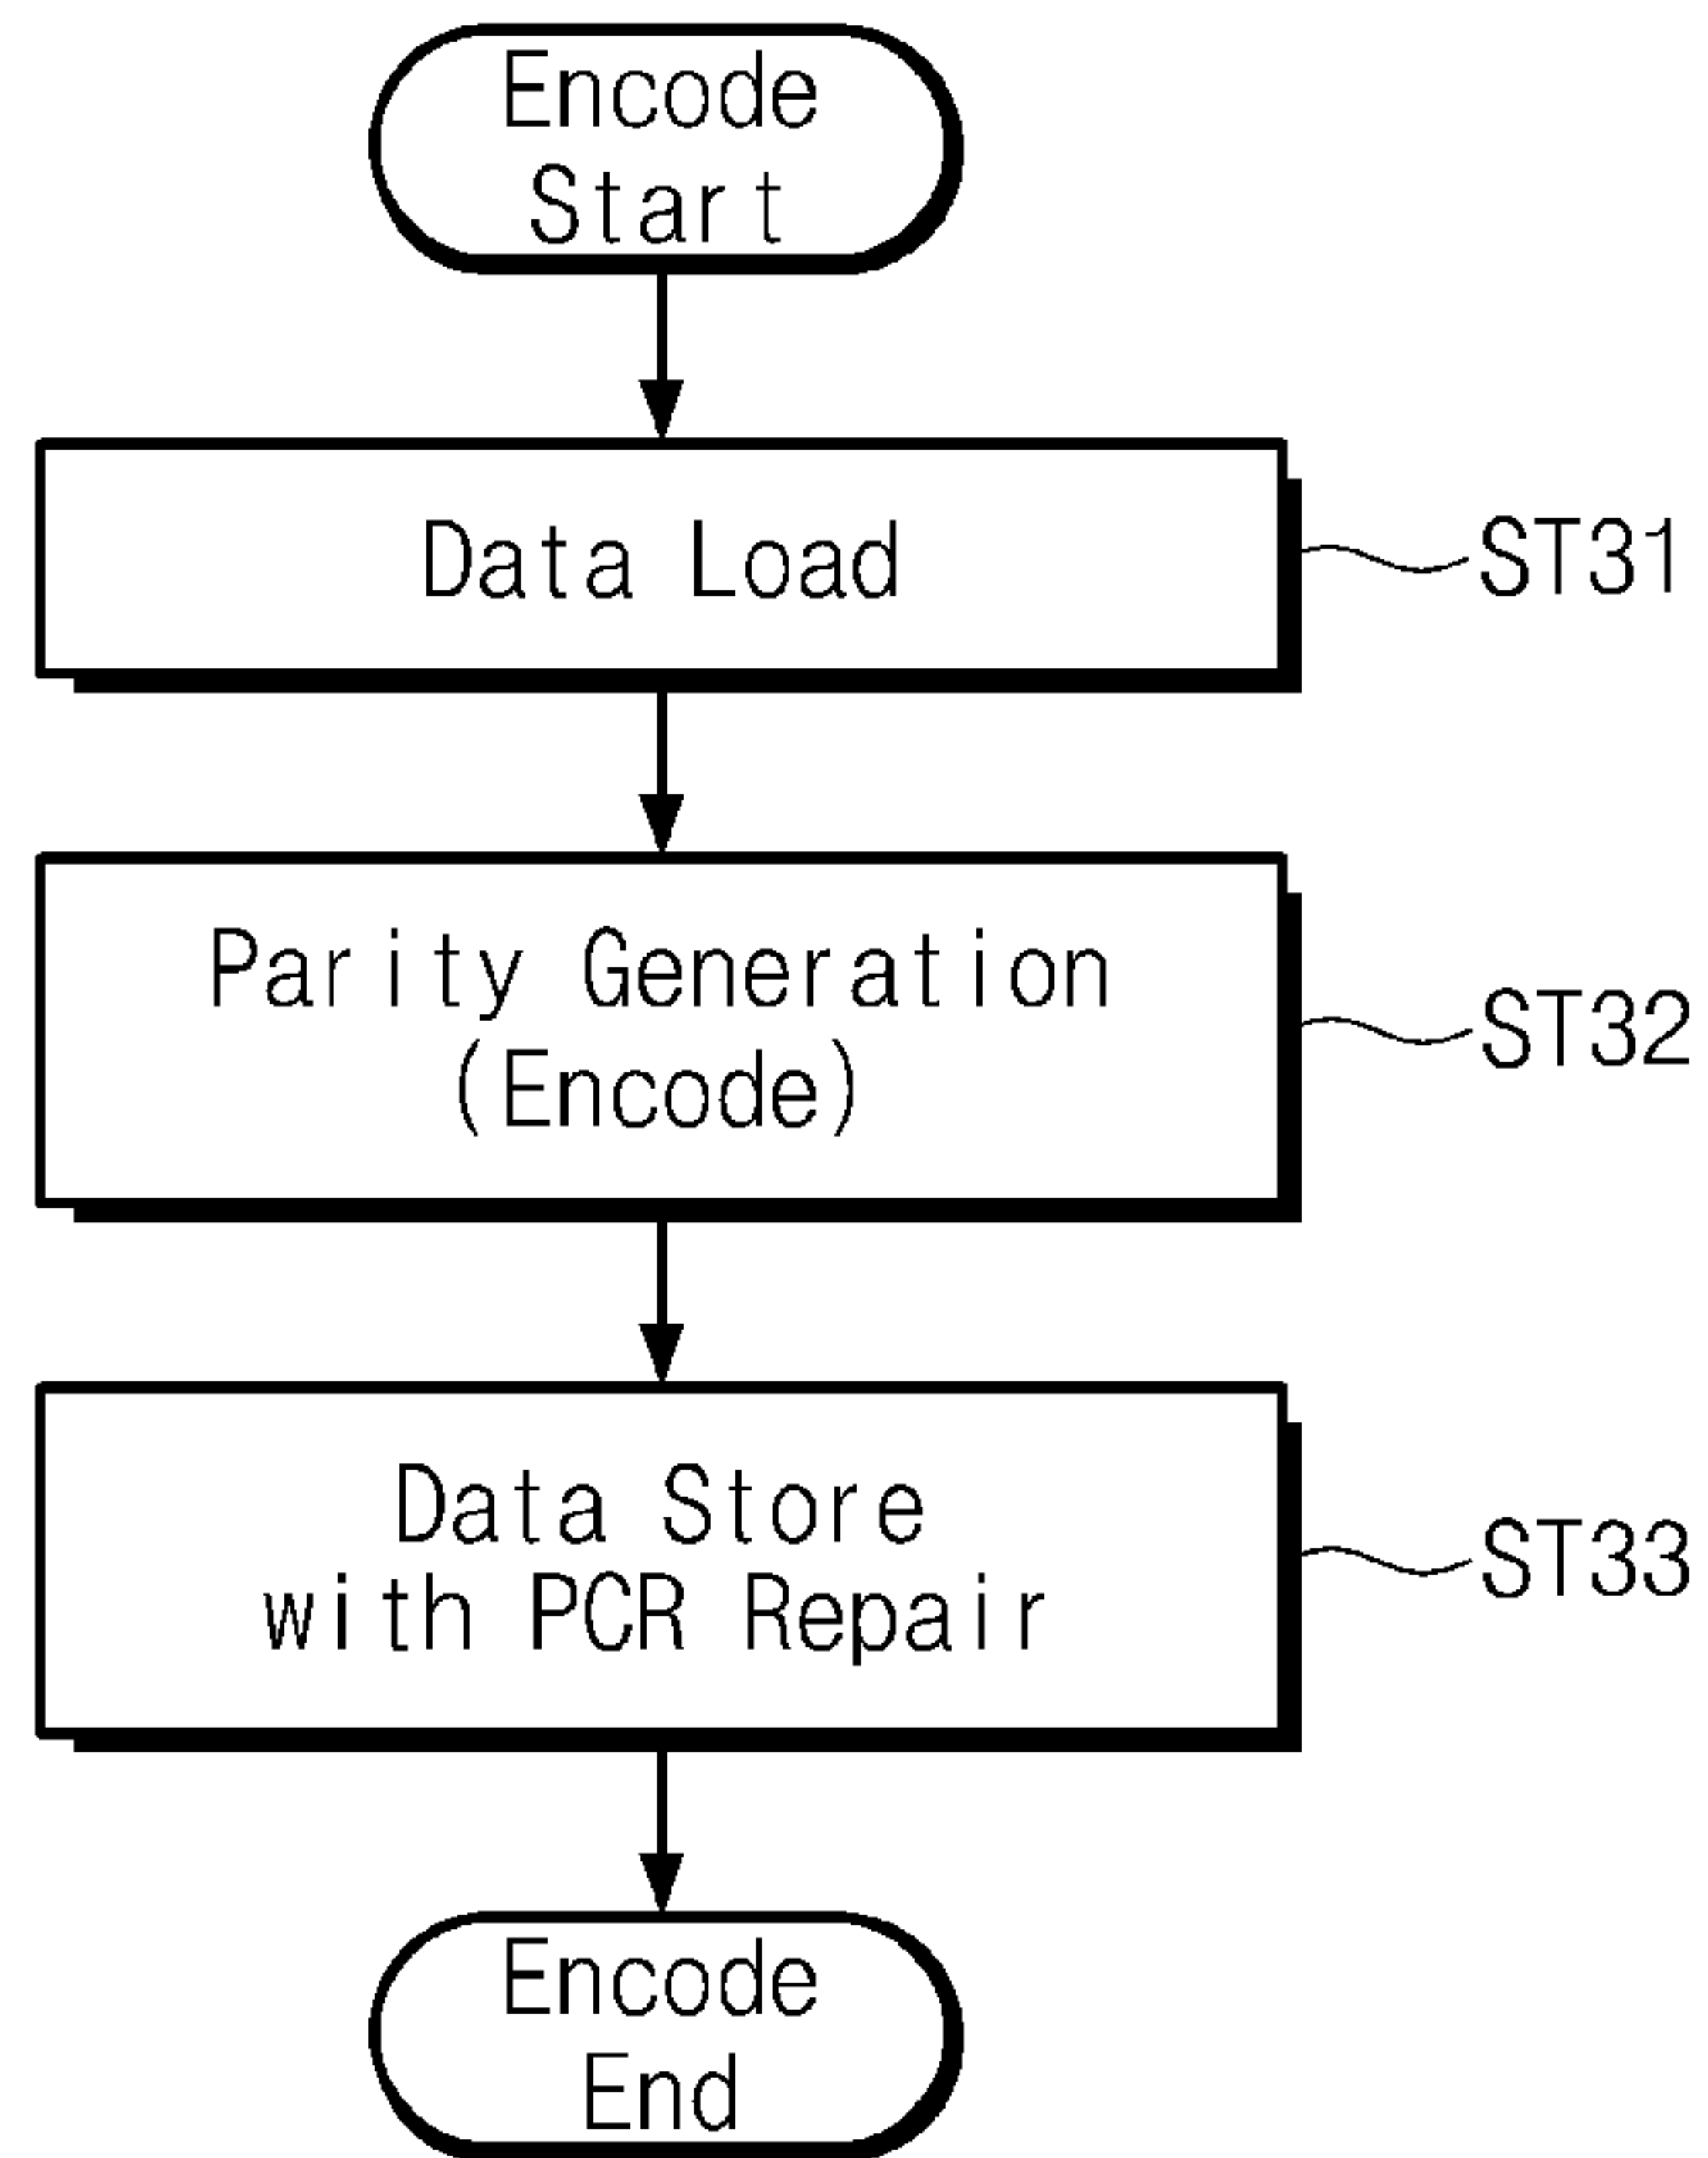 Encode
Start
Data Load
ST31
Parity Generation
(Encode)
ST32
Data Store
with PCR Repair
ST33
Encode
End